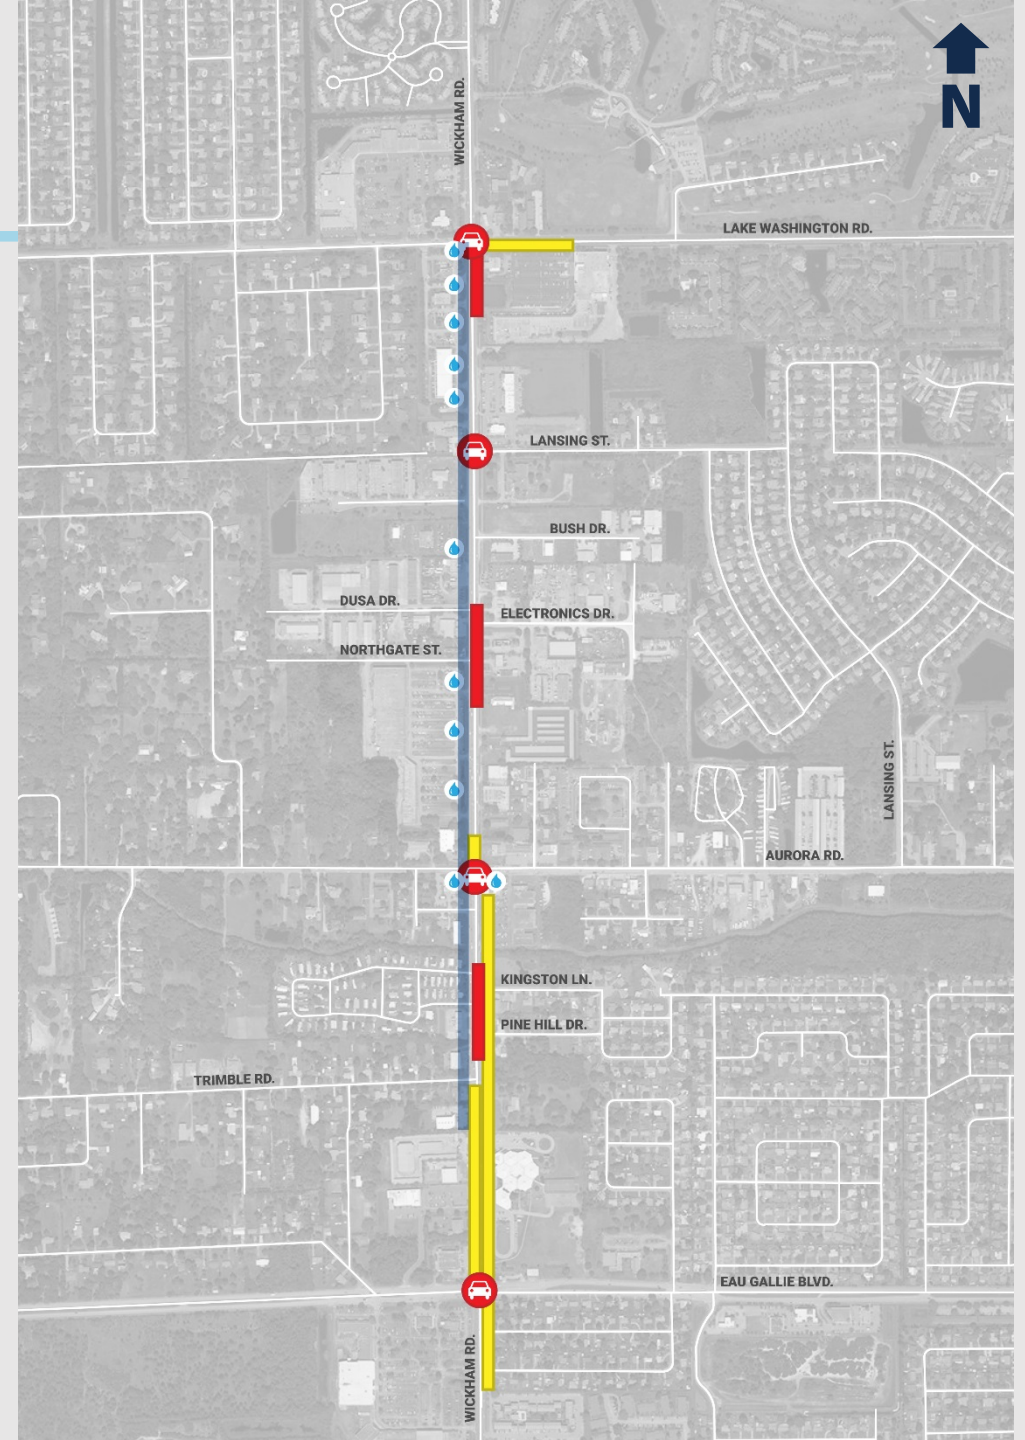 N
WICKHAM RD.
LAKE WASHINGTON RD.
LANSING ST.
BUSH DR.
DUSA DR.
ELECTRONICS DR.
NORTHGATE ST.
LANSING ST.
AURORA RD.
KINGSTON LN.
PINE HILL DR.
TRIMBLE RD.
EAU GALLIE BLVD.
WICKHAM RD.